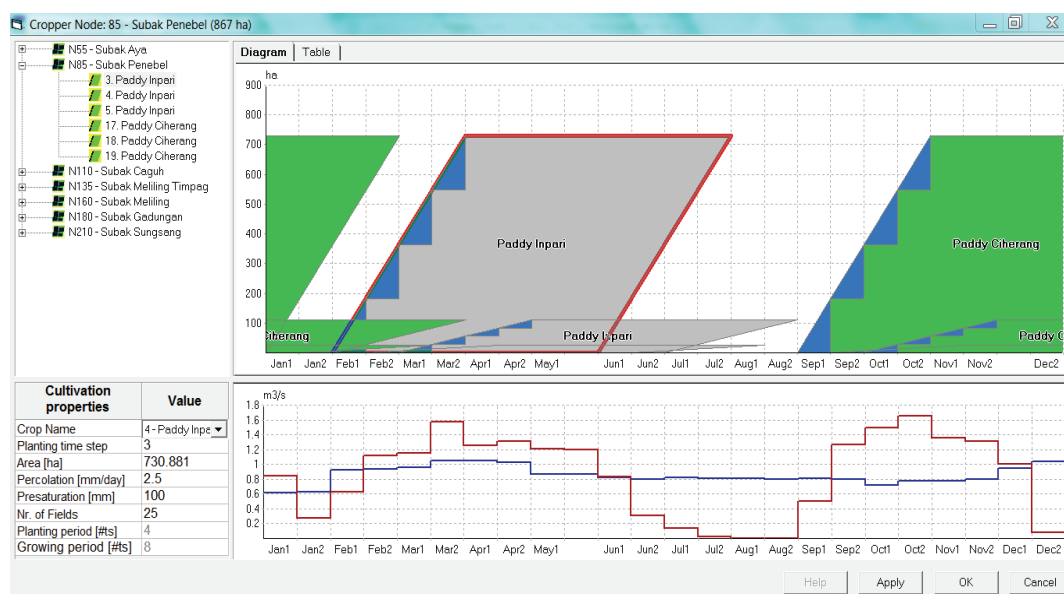 Cropper Node: 85 - Subak Penebel (867 ha)
N55 - Subak Aya
N85 - Subak Penebel
3. Paddy Inpari
4. Paddy Inpari
5. Paddy Inpari
17. Paddy Ciherang
18. Paddy Ciherang
19. Paddy Ciherang
N110 - Subak Caguh
N135 - Subak Meliling Timpag
N160 - Subak Meliling
N180 - Subak Gadungan
N210 - Subak Sungsang
Diagram Table
ha
900
800
700
600
500
400
300
200
100
Paddy Inpari
Paddy Ciherang
Ciherang
Paddy Inpari
Paddy C
Jan1 Jan2 Feb1 Feb2 Mar1 Mar2 Apr1 Apr2 May1 Jun1 Jun2 Jul1 Jul2 Aug1 Aug2 Sep1 Sep2 Oct1 Oct2 Nov1 Nov2 Dec2
Cultivation properties Value
Crop Name 4 - Paddy Inpe
Planting time step 3
Area [ha] 730.881
Percolation [mm/day] 2.5
Presaturation [mm] 100
Nr. of Fields 25
Planting period [#ts] 4
Growing period [#ts] 8
m3/s
1.8
1.6
1.4
1.2
1
0.8
0.6
0.4
0.2
Jan1 Jan2 Feb1 Feb2 Mar1 Mar2 Apr1 Apr2 May1 Jun1 Jun2 Jul1 Jul2 Aug1 Aug2 Sep1 Sep2 Oct1 Oct2 Nov1 Nov2 Dec1 Dec2
Help Apply OK Cancel